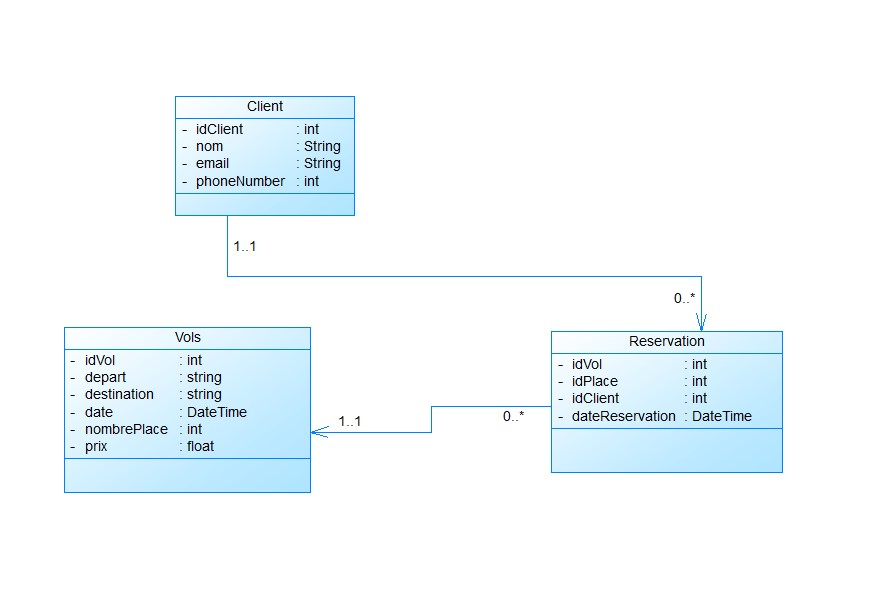 Client
- idClient : int
- nom : String
- email : String
- phoneNumber : int
1..1
0..*
Vols
- idVol : int
- depart : string
- destination : string
- date : DateTime
- nombrePlace : int
- prix : float
1..1
0..*
Reservation
- idVol : int
- idPlace : int
- idClient : int
- dateReservation : DateTime